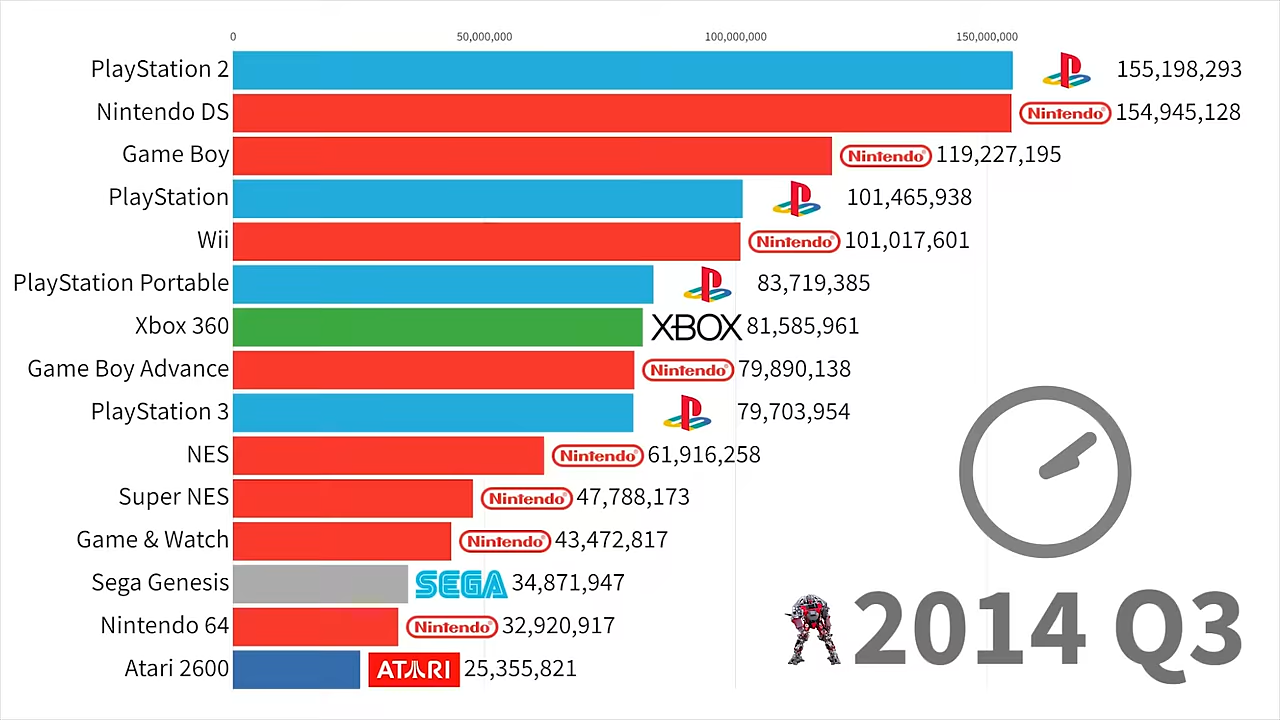 0 50,000,000 100,000,000 150,000,000
PlayStation 2 155,198,293
Nintendo DS Nintendo 154,945,128
Game Boy Nintendo 119,227,195
PlayStation 101,465,938
Wii Nintendo 101,017,601
PlayStation Portable 83,719,385
Xbox 360 XBOX 81,585,961
Game Boy Advance Nintendo 79,890,138
PlayStation 3 79,703,954
NES Nintendo 61,916,258
Super NES Nintendo 47,788,173
Game & Watch Nintendo 43,472,817
Sega Genesis SEGA 34,871,947
Nintendo 64 Nintendo 32,920,917
Atari 2600 ATARI 25,355,821
2014 Q3